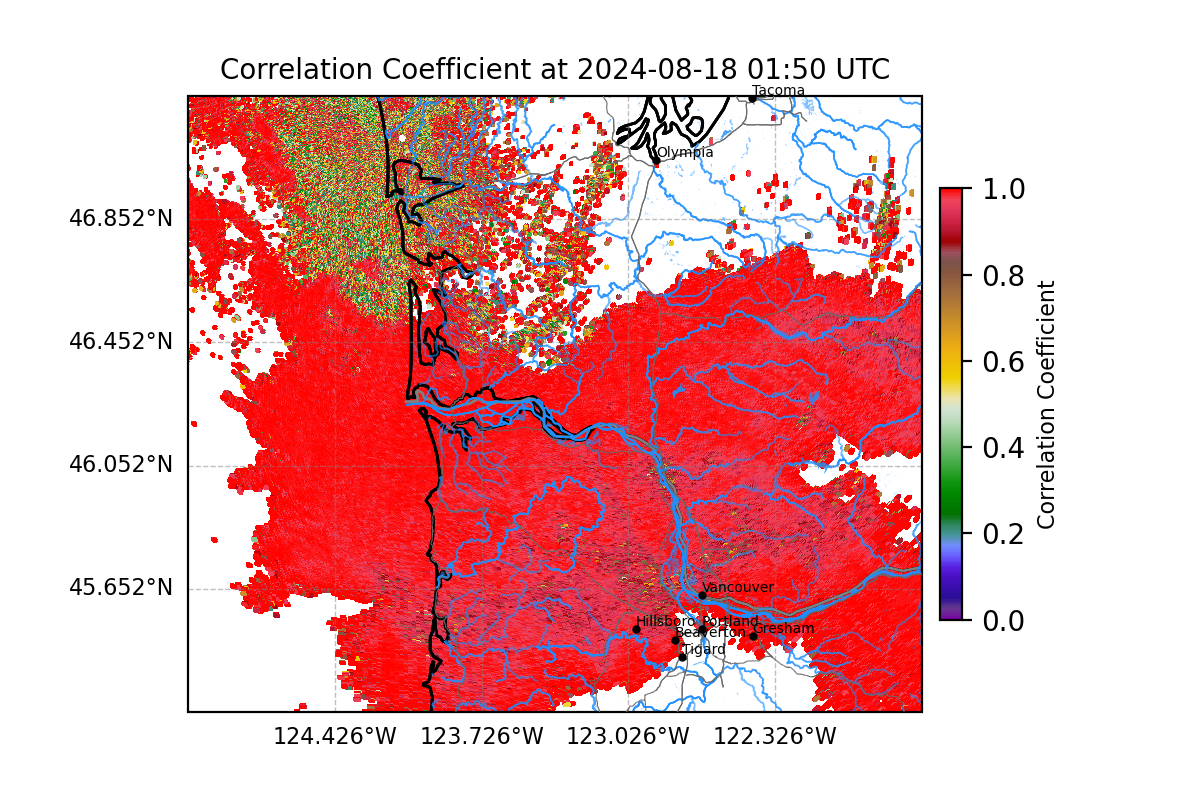 Correlation Coefficient at 2024-08-18 01:50 UTC
Tacoma
Olympia
46.852°N
46.452°N
46.052°N
45.652°N
Vancouver
Hillsboro
Portland
Beaverton
Gresham
Tigard
124.426°W
123.726°W
123.026°W
122.326°W
1.0
0.8
0.6
0.4
0.2
0.0
Correlation Coefficient